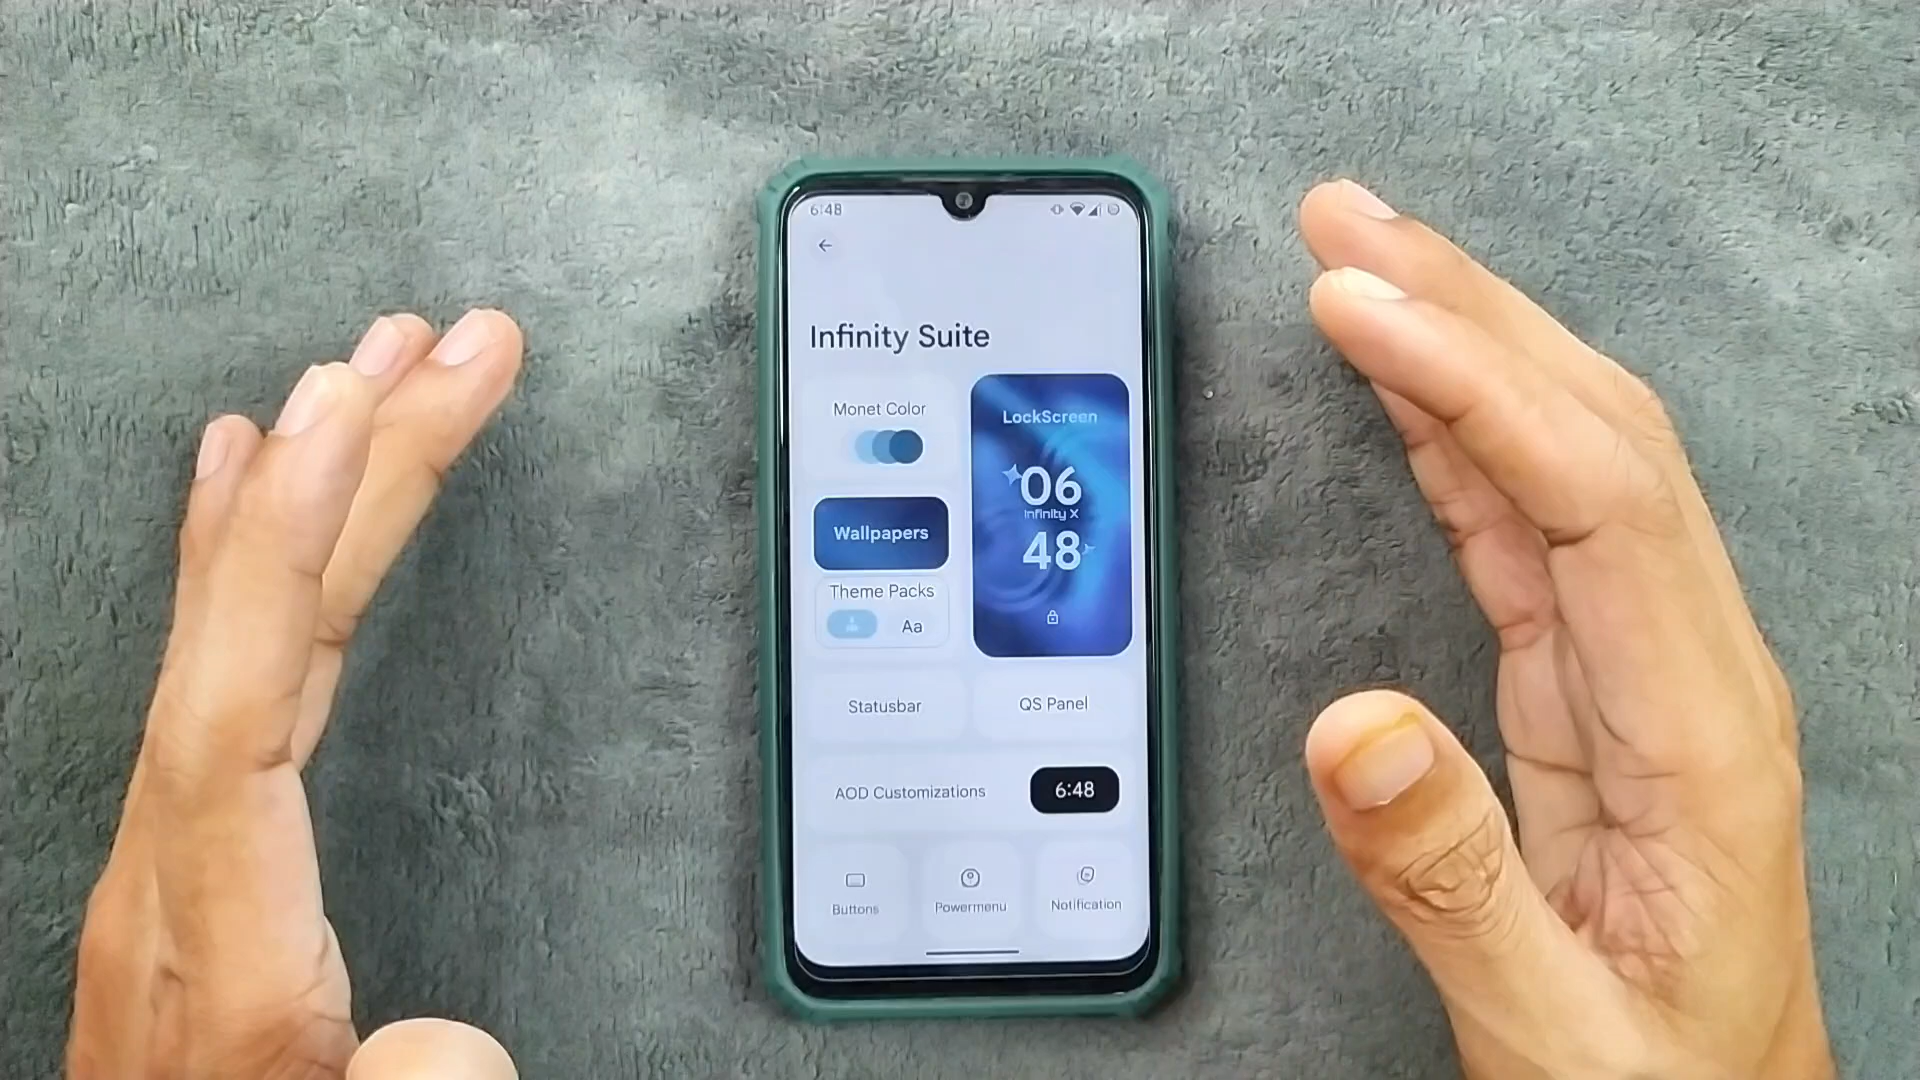 6:48
Infinity Suite
Monet Color
LockScreen
06
Infinity X
48
Wallpapers
Theme Packs
Aa
Statusbar
QS Panel
AOD Customizations
6:48
Buttons
Powermenu
Notification